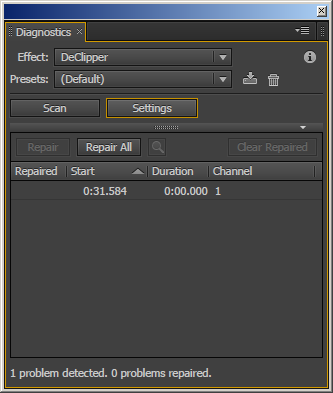 Diagnostics
Effect: DeClipper
Presets: (Default)
Scan Settings
Repair Repair All Clear Repaired
Repaired Start Duration Channel
0:31.584 0:00.000 1
1 problem detected. 0 problems repaired.